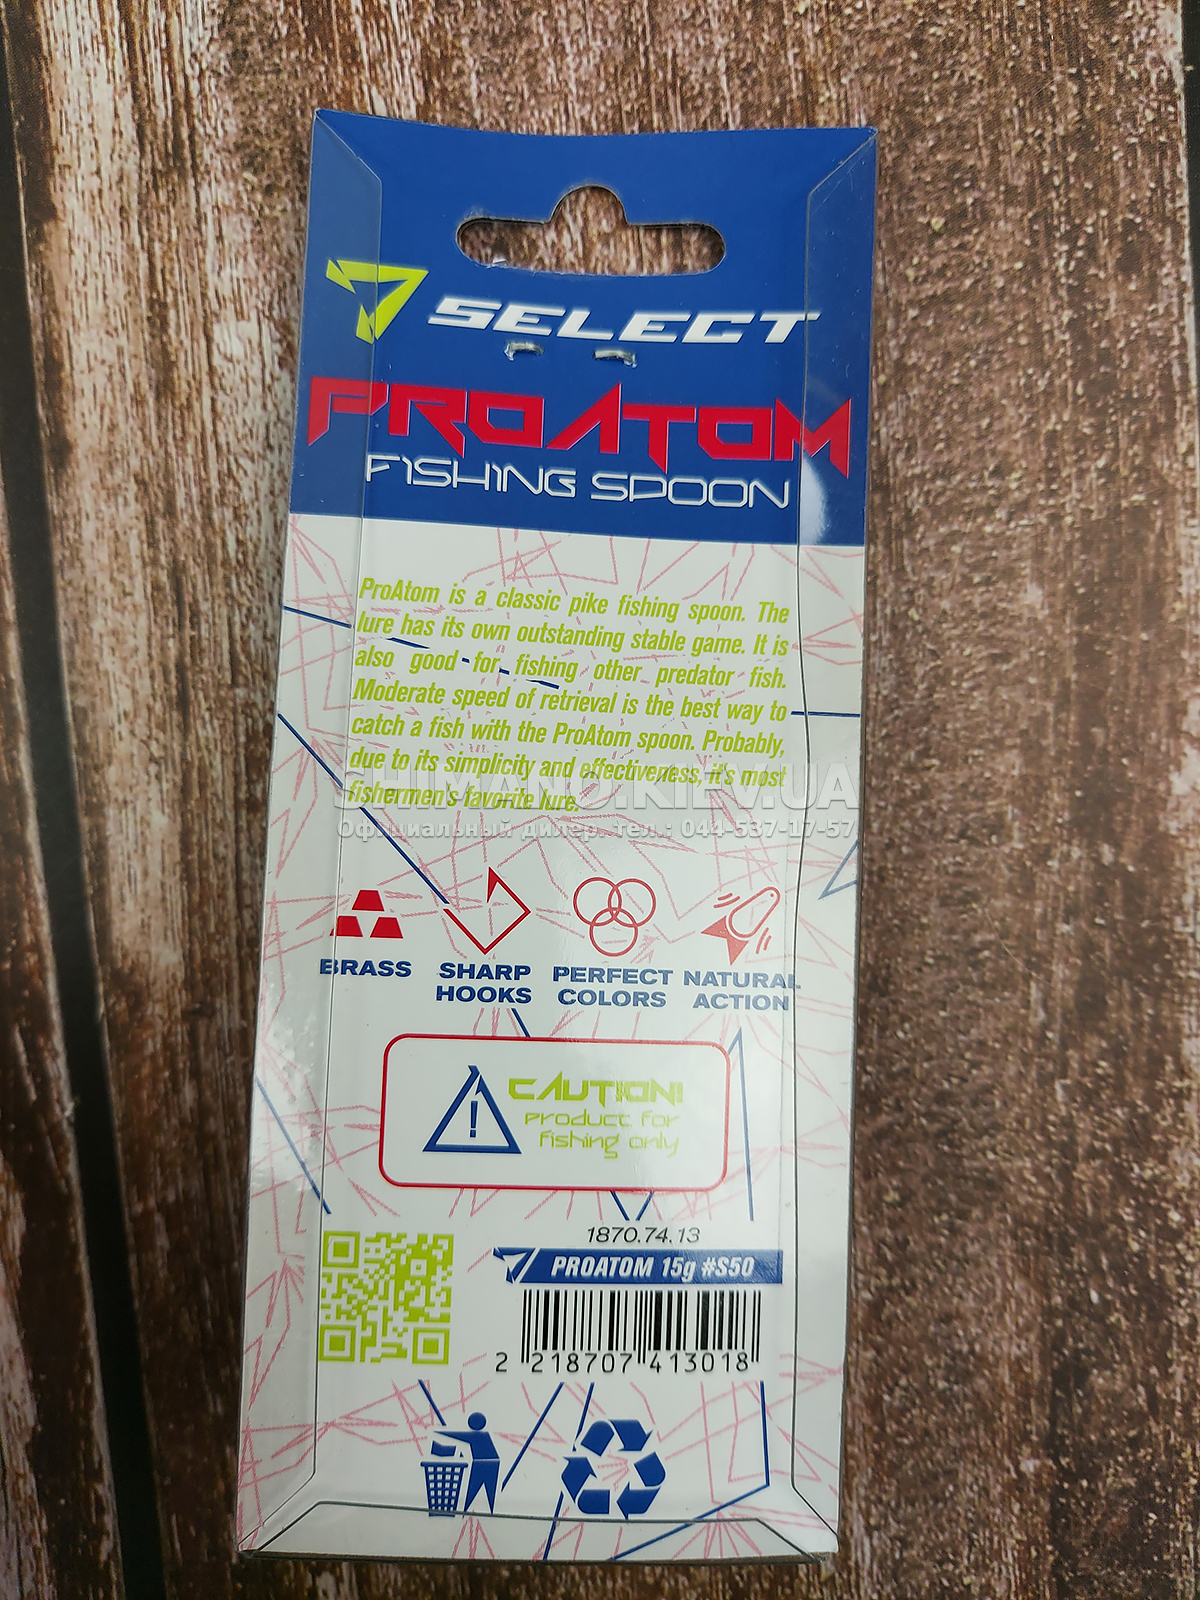 SELECT
PROATOM
FISHING SPOON
ProAtom is a classic pike fishing spoon. The
lure has its own outstanding stable game. It is
also good for fishing other predator fish.
Moderate speed of retrieval is the best way to
catch a fish with the ProAtom spoon. Probably,
due to its simplicity and effectiveness, it's most
fishermen's favorite lure.
SHIMANO.KIEV.UA
Официальный дилер. тел.: 044-537-17-57
BRASS
SHARP
HOOKS
PERFECT
COLORS
NATURAL
ACTION
!
CAUTION!
product for
fishing only
1870.74.13
PROATOM 15g #S50
2 218707 413018